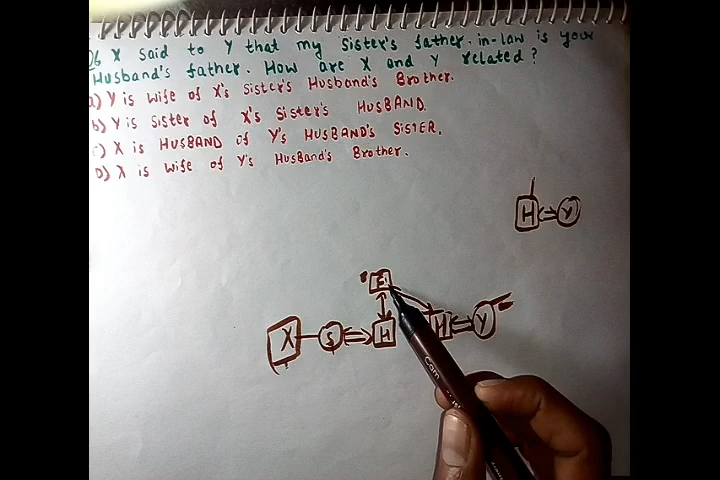 Q6 X said to Y that my sister's father-in-law is your
Husband's father. How are X and Y related?
a) Y is wife of X's sister's Husband's Brother.
b) Y is sister of X's sister's HUSBAND.
c) X is HUSBAND of Y's HUSBAND'S SISTER.
D) X is wife of Y's HusBand's Brother.
H Y
F
X S H H Y
Cam